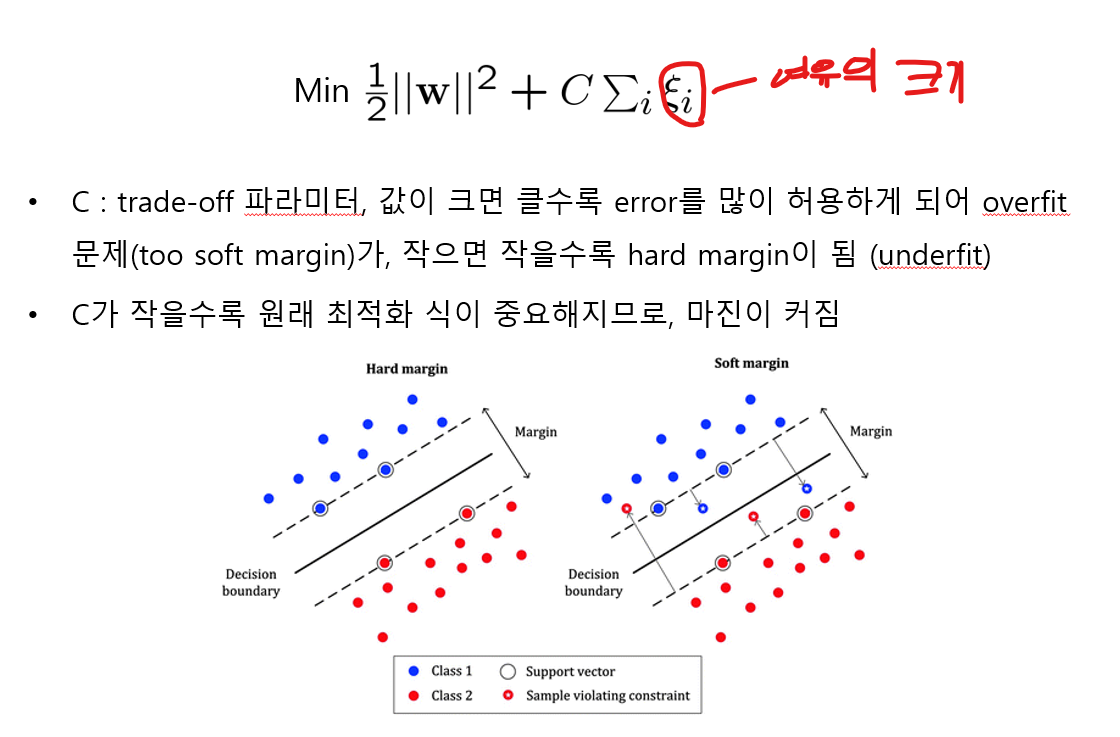 Min ½||w||² + C ∑ᵢ ξᵢ — 여유의 크기
• C : trade-off 파라미터, 값이 크면 클수록 error를 많이 허용하게 되어 overfit
문제(too soft margin)가, 작으면 작을수록 hard margin이 됨 (underfit)
• C가 작을수록 원래 최적화 식이 중요해지므로, 마진이 커짐
Hard margin
Margin
Decision
boundary
Soft margin
Margin
Decision
boundary
Class 1
Support vector
Class 2
Sample violating constraint